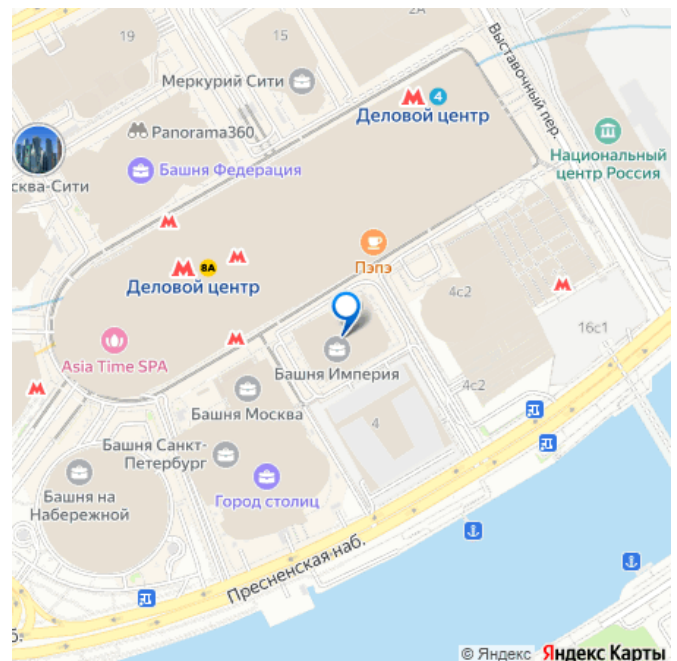 2А
19
15
Выставочный пер.
Меркурий Сити
4
Деловой центр
Panorama360
Национальный
центр Россия
сква-Сити
Башня Федерация
Пэпэ
8А
Деловой центр
4с2
16с1
Asia Time SPA
Башня Империя
4с2
Башня Москва
4
Башня Санкт-
Петербург
Башня на
Набережной
Город столиц
Пресненская наб.
б.
© Яндекс Яндекс Карты